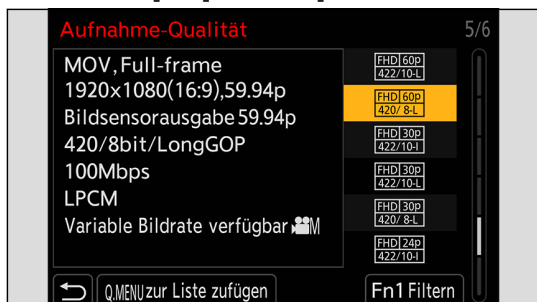 Aufnahme-Qualität 5/6
MOV,Full-frame
1920x1080(16:9),59.94p
Bildsensorausgabe 59.94p
420/8bit/LongGOP
100Mbps
LPCM
Variable Bildrate verfügbar M
FHD 60p
422/10-L
FHD 60p
420/ 8-L
FHD 30p
422/10-I
FHD 30p
422/10-L
FHD 30p
420/ 8-L
FHD 24p
422/10-I
Q.MENU zur Liste zufügen
Fn1 Filtern